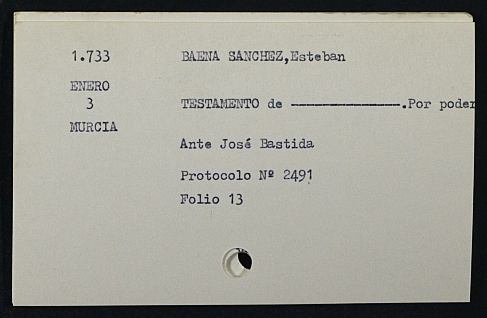 1.733 BAENA SANCHEZ,Esteban
ENERO
3 TESTAMENTO de ----------------.Por poder
MURCIA
Ante José Bastida
Protocolo Nº 2491
Folio 13